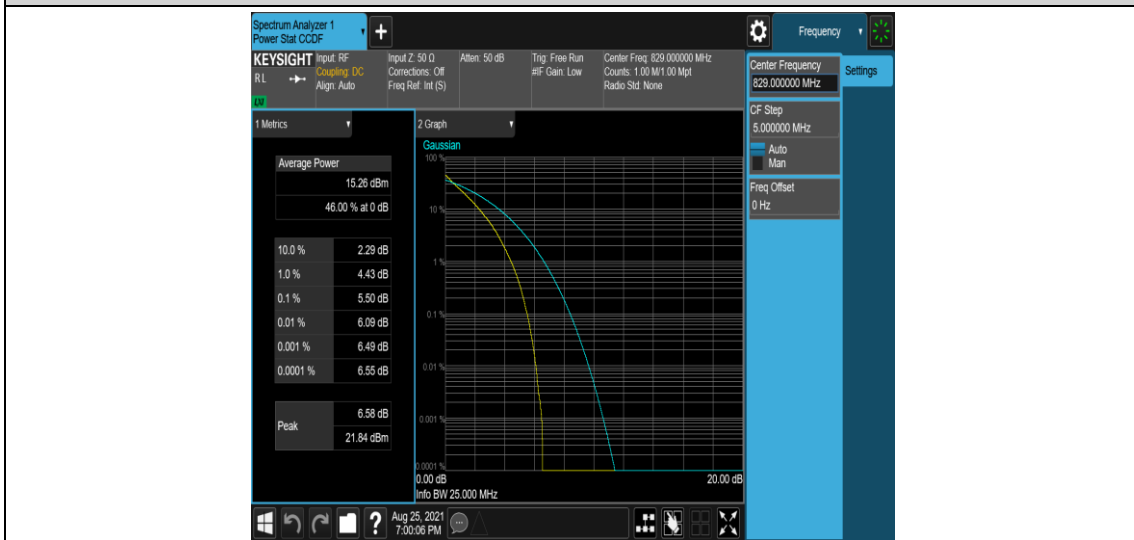 Spectrum Analyzer 1
Power Stat CCDF
+
Frequency
KEYSIGHT
RL
LXI
Input: RF
Coupling: DC
Align: Auto
Input Z: 50 Ω
Corrections: Off
Freq Ref: Int (S)
Atten: 50 dB
Trig: Free Run
#IF Gain: Low
Center Freq: 829.000000 MHz
Counts: 1.00 M/1.00 Mpt
Radio Std: None
Center Frequency
829.000000 MHz
Settings
CF Step
5.000000 MHz
Auto
Man
Freq Offset
0 Hz
1 Metrics
Average Power
15.26 dBm
46.00 % at 0 dB
10.0 % 2.29 dB
1.0 % 4.43 dB
0.1 % 5.50 dB
0.01 % 6.09 dB
0.001 % 6.49 dB
0.0001 % 6.55 dB
Peak
6.58 dB
21.84 dBm
2 Graph
Gaussian
100 %
10 %
1 %
0.1 %
0.01 %
0.001 %
0.0001 %
0.00 dB 20.00 dB
Info BW 25.000 MHz
?
Aug 25, 2021
7:00:06 PM